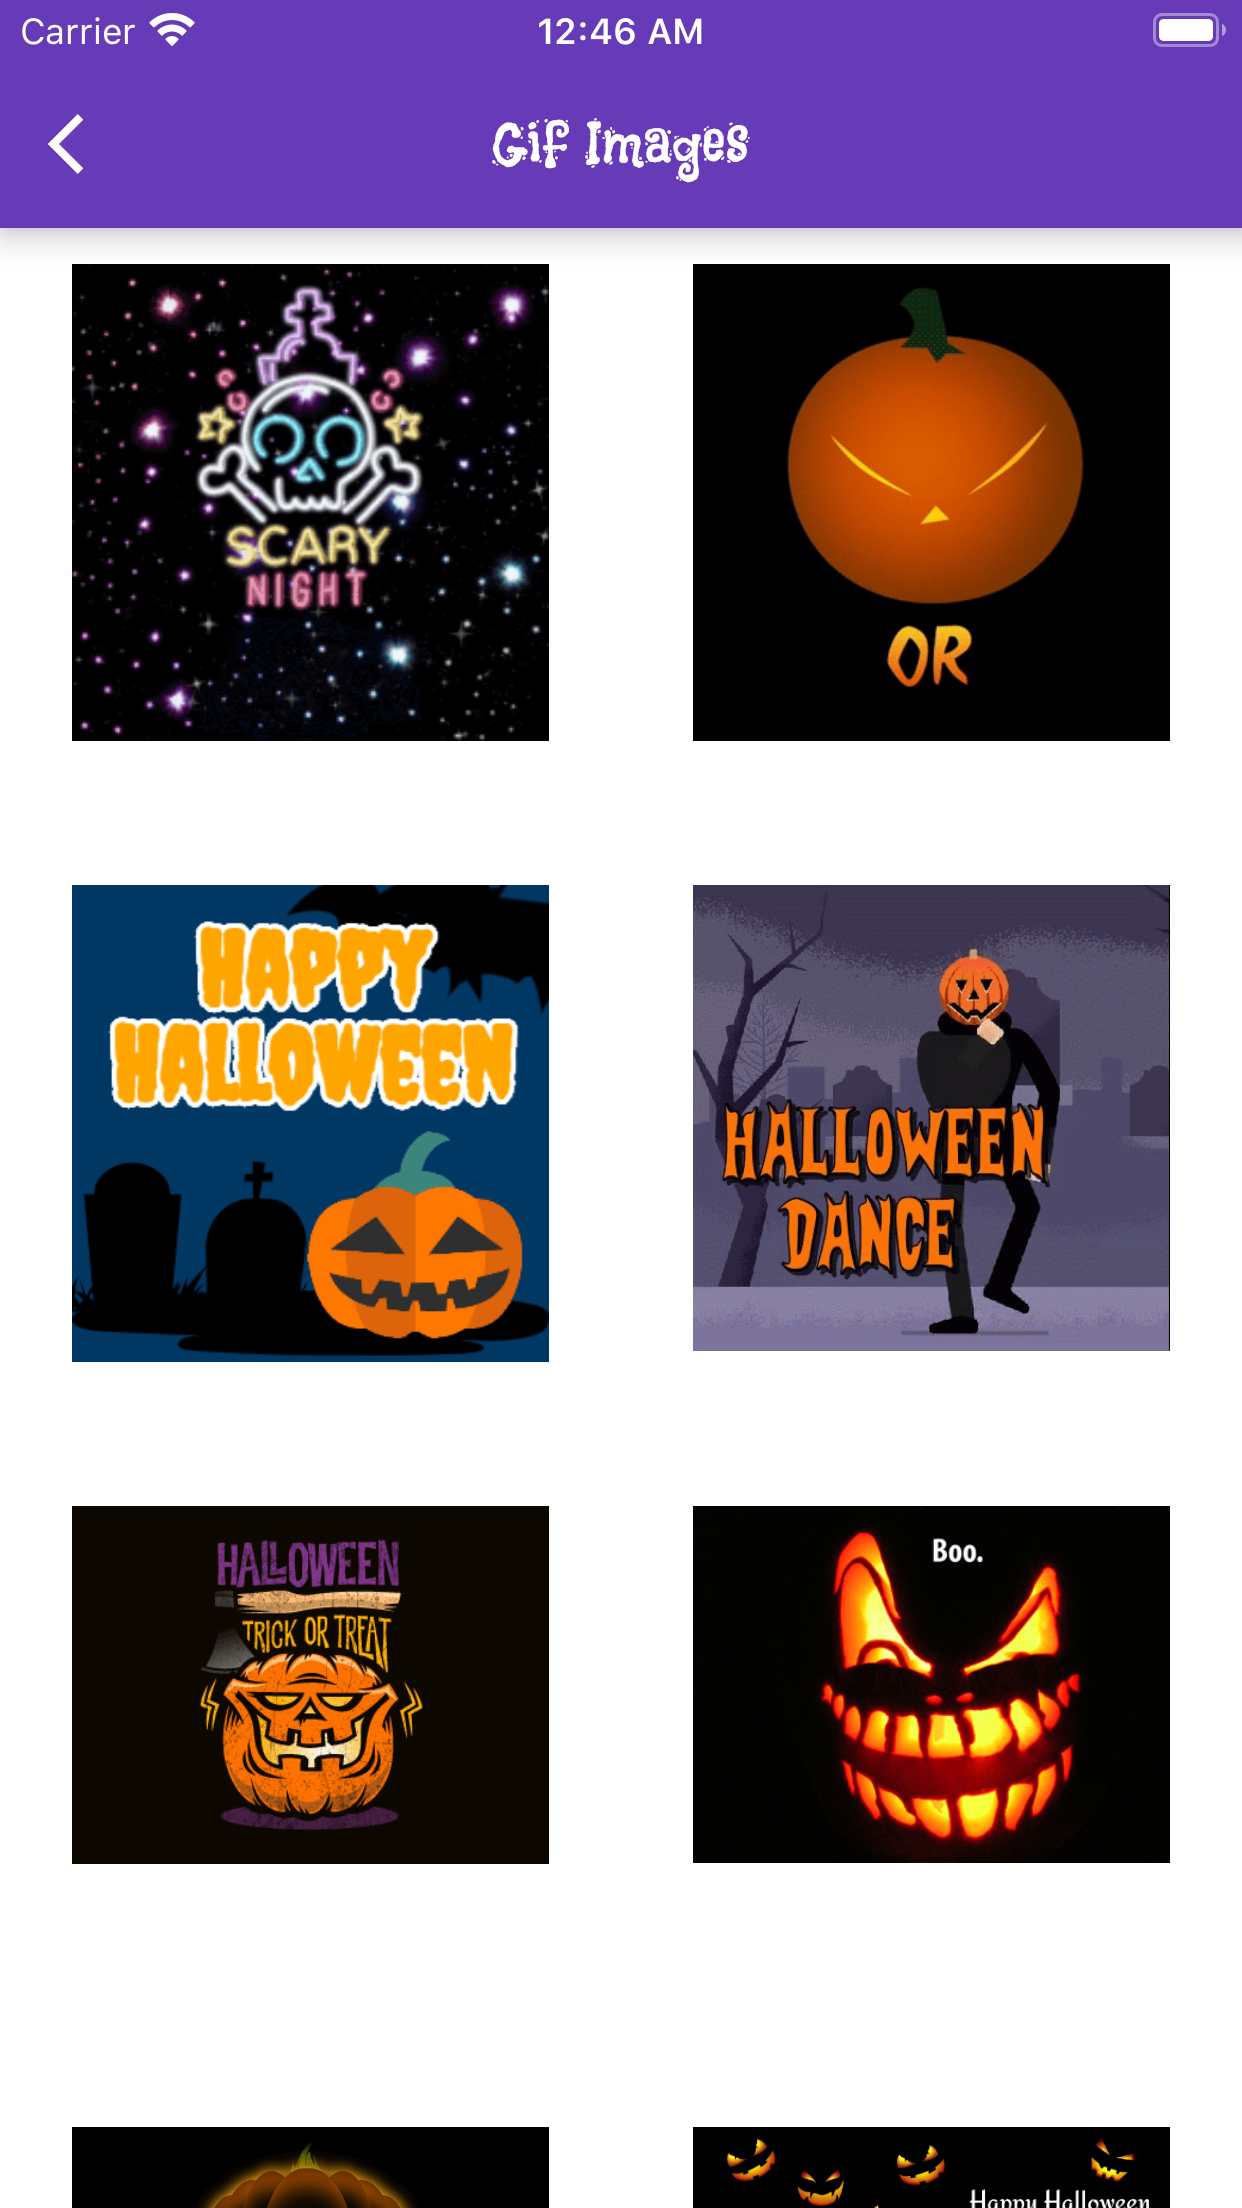 Carrier
12:46 AM
Gif Images
SCARY
NIGHT
OR
HAPPY
HALLOWEEN
HALLOWEEN
DANCE
HALLOWEEN
TRICK OR TREAT
Boo.
Happy Halloween